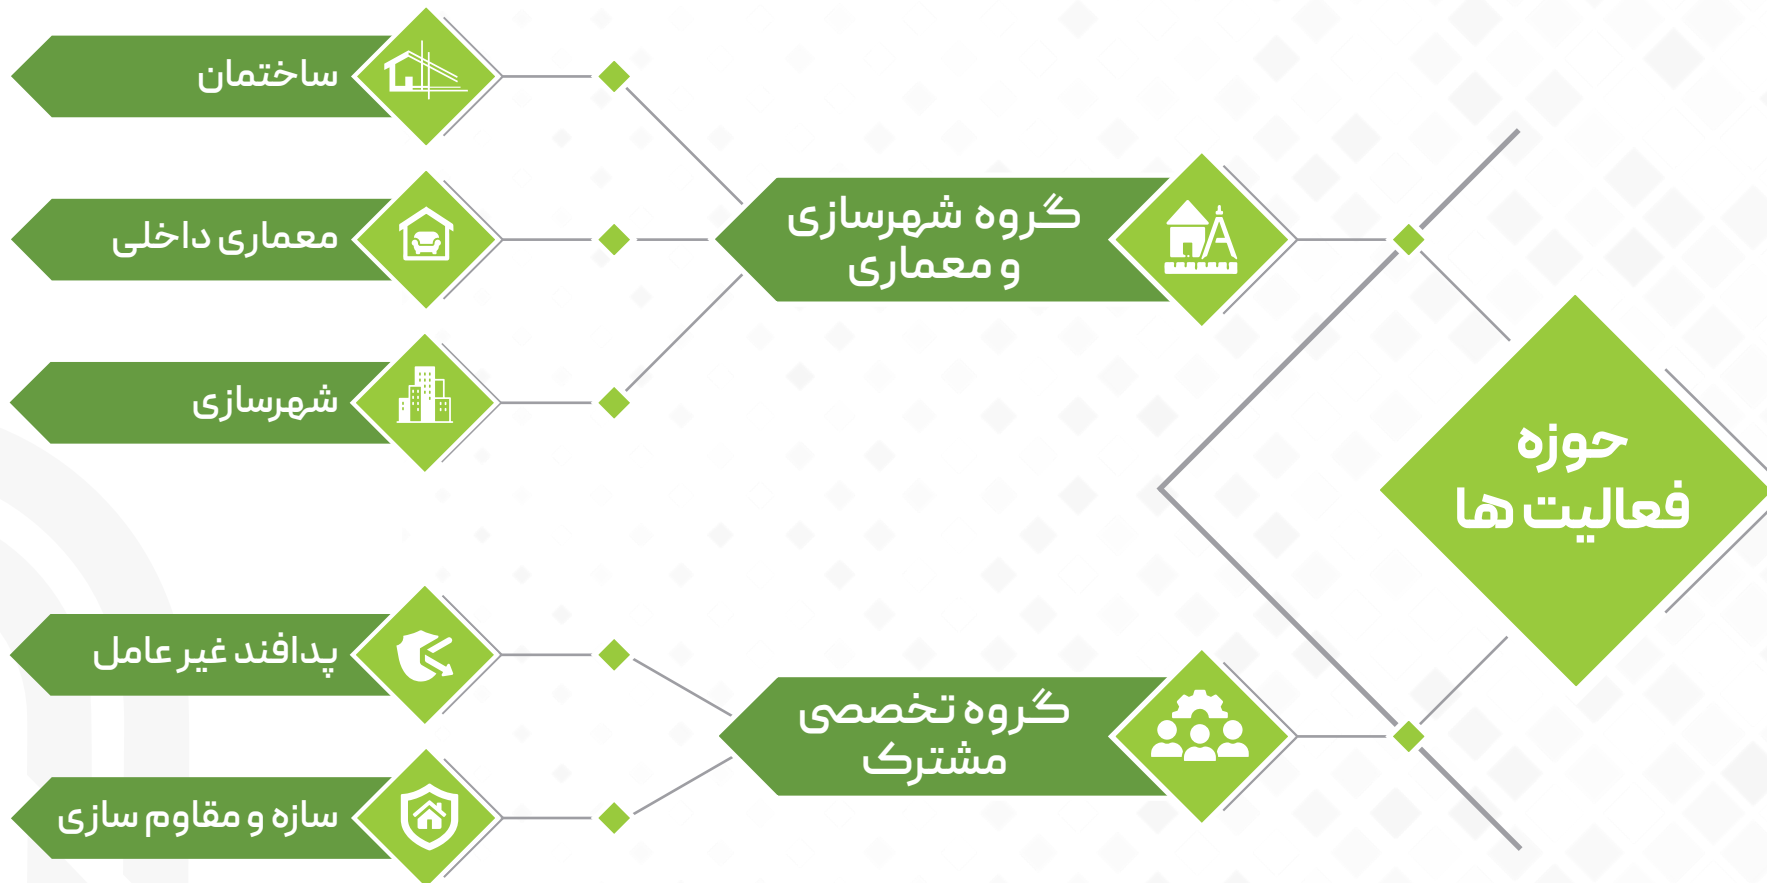 حوزه
فعالیت ها
گروه شهرسازی
و معماری
ساختمان
معماری داخلی
شهرسازی
گروه تخصصی
مشترک
پدافند غیر عامل
سازه و مقاوم سازی